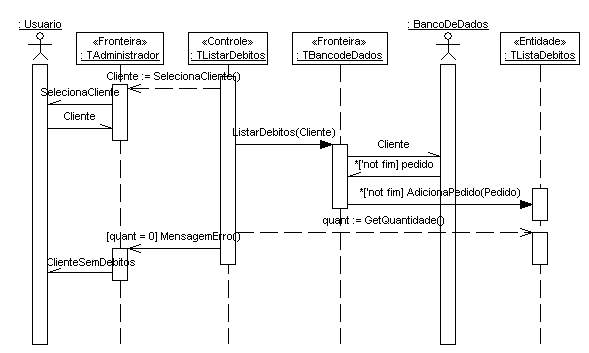 : Usuario
«Fronteira»
: TAdministrador
«Controle»
: TListarDebitos
«Fronteira»
: TBancodeDados
: BancoDeDados
«Entidade»
: TListaDebitos
Cliente := SelecionaCliente()
SelecionaCliente
Cliente
ListarDebitos(Cliente)
Cliente
*['not fim] pedido
*['not fim] AdicionaPedido(Pedido)
quant := GetQuantidade()
[quant = 0] MensagemErro()
ClienteSemDebitos